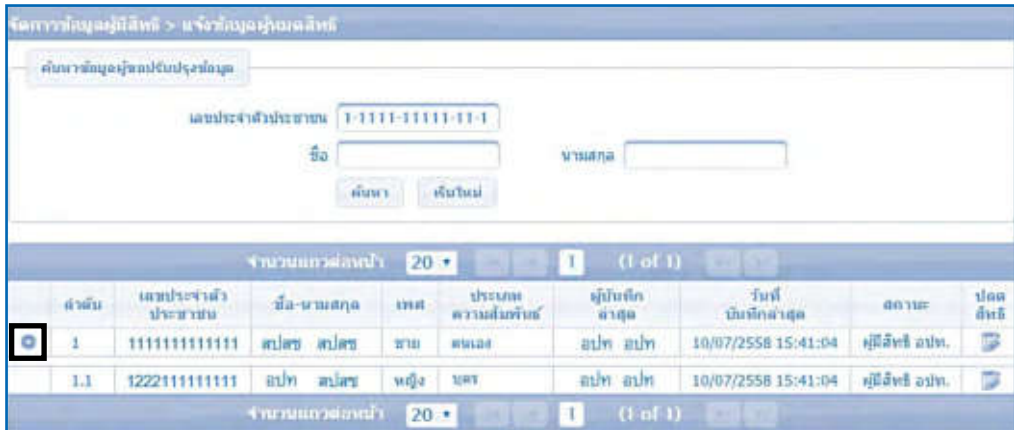 จัดการข้อมูลผู้มีสิทธิ > แจ้งข้อมูลผู้หมดสิทธิ
ค้นหาข้อมูลผู้ขอปรับปรุงข้อมูล
เลขประจำตัวประชาชน 1-1111-11111-11-1
ชื่อ นามสกุล
ค้นหา เริ่มใหม่
จำนวนแถวต่อหน้า 20 1 (1 of 1)
ลำดับ เลขประจำตัวประชาชน ชื่อ-นามสกุล เพศ ประเภทความสัมพันธ์ ผู้บันทึกล่าสุด วันที่บันทึกล่าสุด สถานะ ปลดสิทธิ
1 1111111111111 สปสช สปสช ชาย ตนเอง อปท อปท 10/07/2558 15:41:04 ผู้มีสิทธิ อปท.
1.1 1222111111111 อปท สปสช หญิง บุตร อปท อปท 10/07/2558 15:41:04 ผู้มีสิทธิ อปท.
จำนวนแถวต่อหน้า 20 1 (1 of 1)